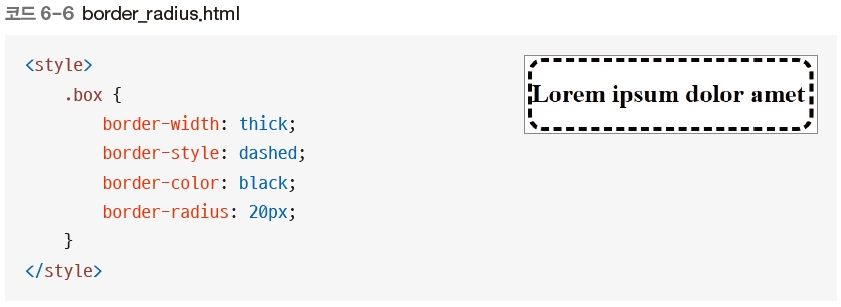 코드 6-6 border_radius.html
<style>
.box {
border-width: thick;
border-style: dashed;
border-color: black;
border-radius: 20px;
}
</style>
Lorem ipsum dolor amet